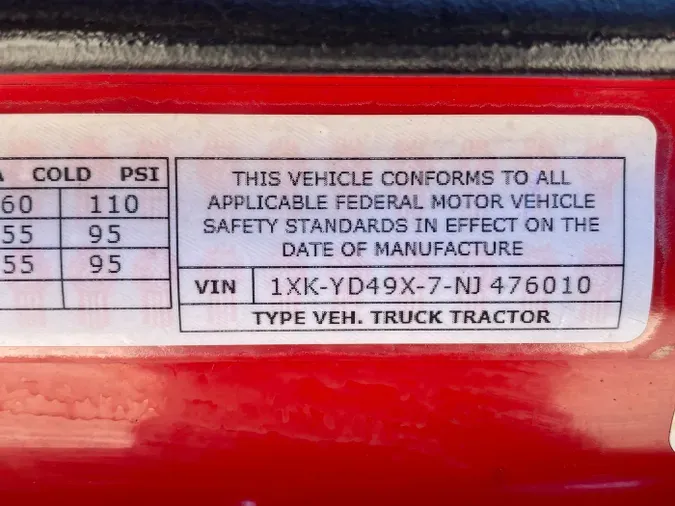 A COLD PSI
60 110
55 95
55 95
THIS VEHICLE CONFORMS TO ALL
APPLICABLE FEDERAL MOTOR VEHICLE
SAFETY STANDARDS IN EFFECT ON THE
DATE OF MANUFACTURE
VIN 1XK-YD49X-7-NJ 476010
TYPE VEH. TRUCK TRACTOR